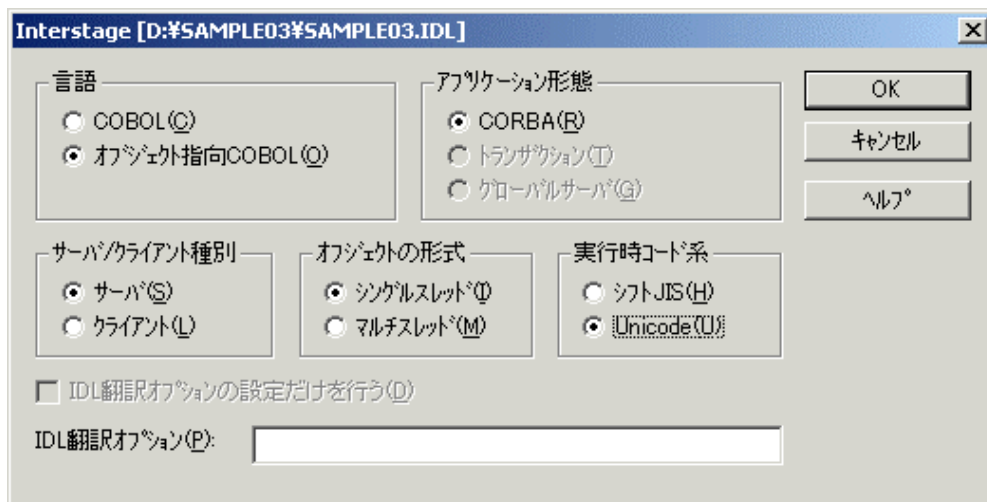 Interstage [D:¥SAMPLE03¥SAMPLE03.IDL]
言語
COBOL(C)
オブジェクト指向COBOL(O)
アプリケーション形態
CORBA(R)
トランザクション(T)
グローバルサーバ(G)
OK
キャンセル
ヘルプ
サーバ/クライアント種別
サーバ(S)
クライアント(L)
オブジェクトの形式
シングルスレッド(I)
マルチスレッド(M)
実行時コード系
シフトJIS(H)
Unicode(U)
IDL翻訳オプションの設定だけを行う(D)
IDL翻訳オプション(P):